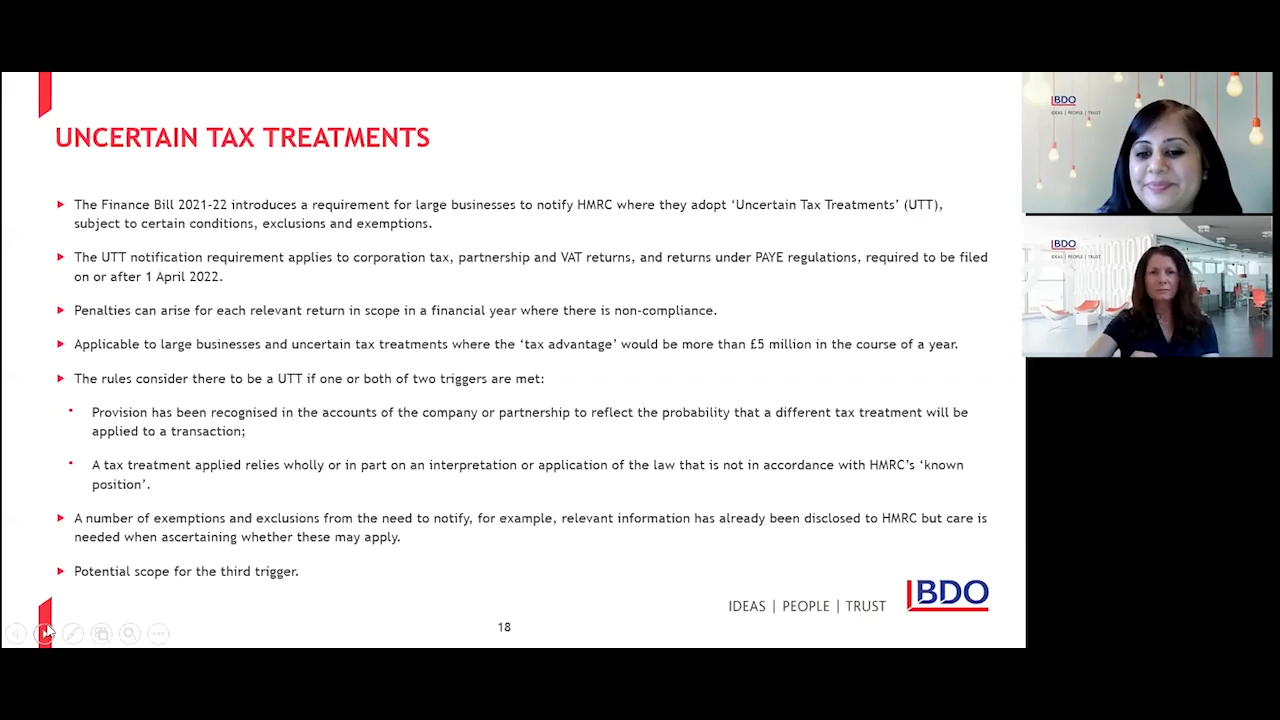 UNCERTAIN TAX TREATMENTS
The Finance Bill 2021-22 introduces a requirement for large businesses to notify HMRC where they adopt ‘Uncertain Tax Treatments’ (UTT),
subject to certain conditions, exclusions and exemptions.
The UTT notification requirement applies to corporation tax, partnership and VAT returns, and returns under PAYE regulations, required to be filed
on or after 1 April 2022.
Penalties can arise for each relevant return in scope in a financial year where there is non-compliance.
Applicable to large businesses and uncertain tax treatments where the ‘tax advantage’ would be more than £5 million in the course of a year.
The rules consider there to be a UTT if one or both of two triggers are met:
Provision has been recognised in the accounts of the company or partnership to reflect the probability that a different tax treatment will be
applied to a transaction;
A tax treatment applied relies wholly or in part on an interpretation or application of the law that is not in accordance with HMRC’s ‘known
position’.
A number of exemptions and exclusions from the need to notify, for example, relevant information has already been disclosed to HMRC but care is
needed when ascertaining whether these may apply.
Potential scope for the third trigger.
IDEAS | PEOPLE | TRUST
BDO
18
BDO
IDEAS | PEOPLE | TRUST
BDO
IDEAS | PEOPLE | TRUST